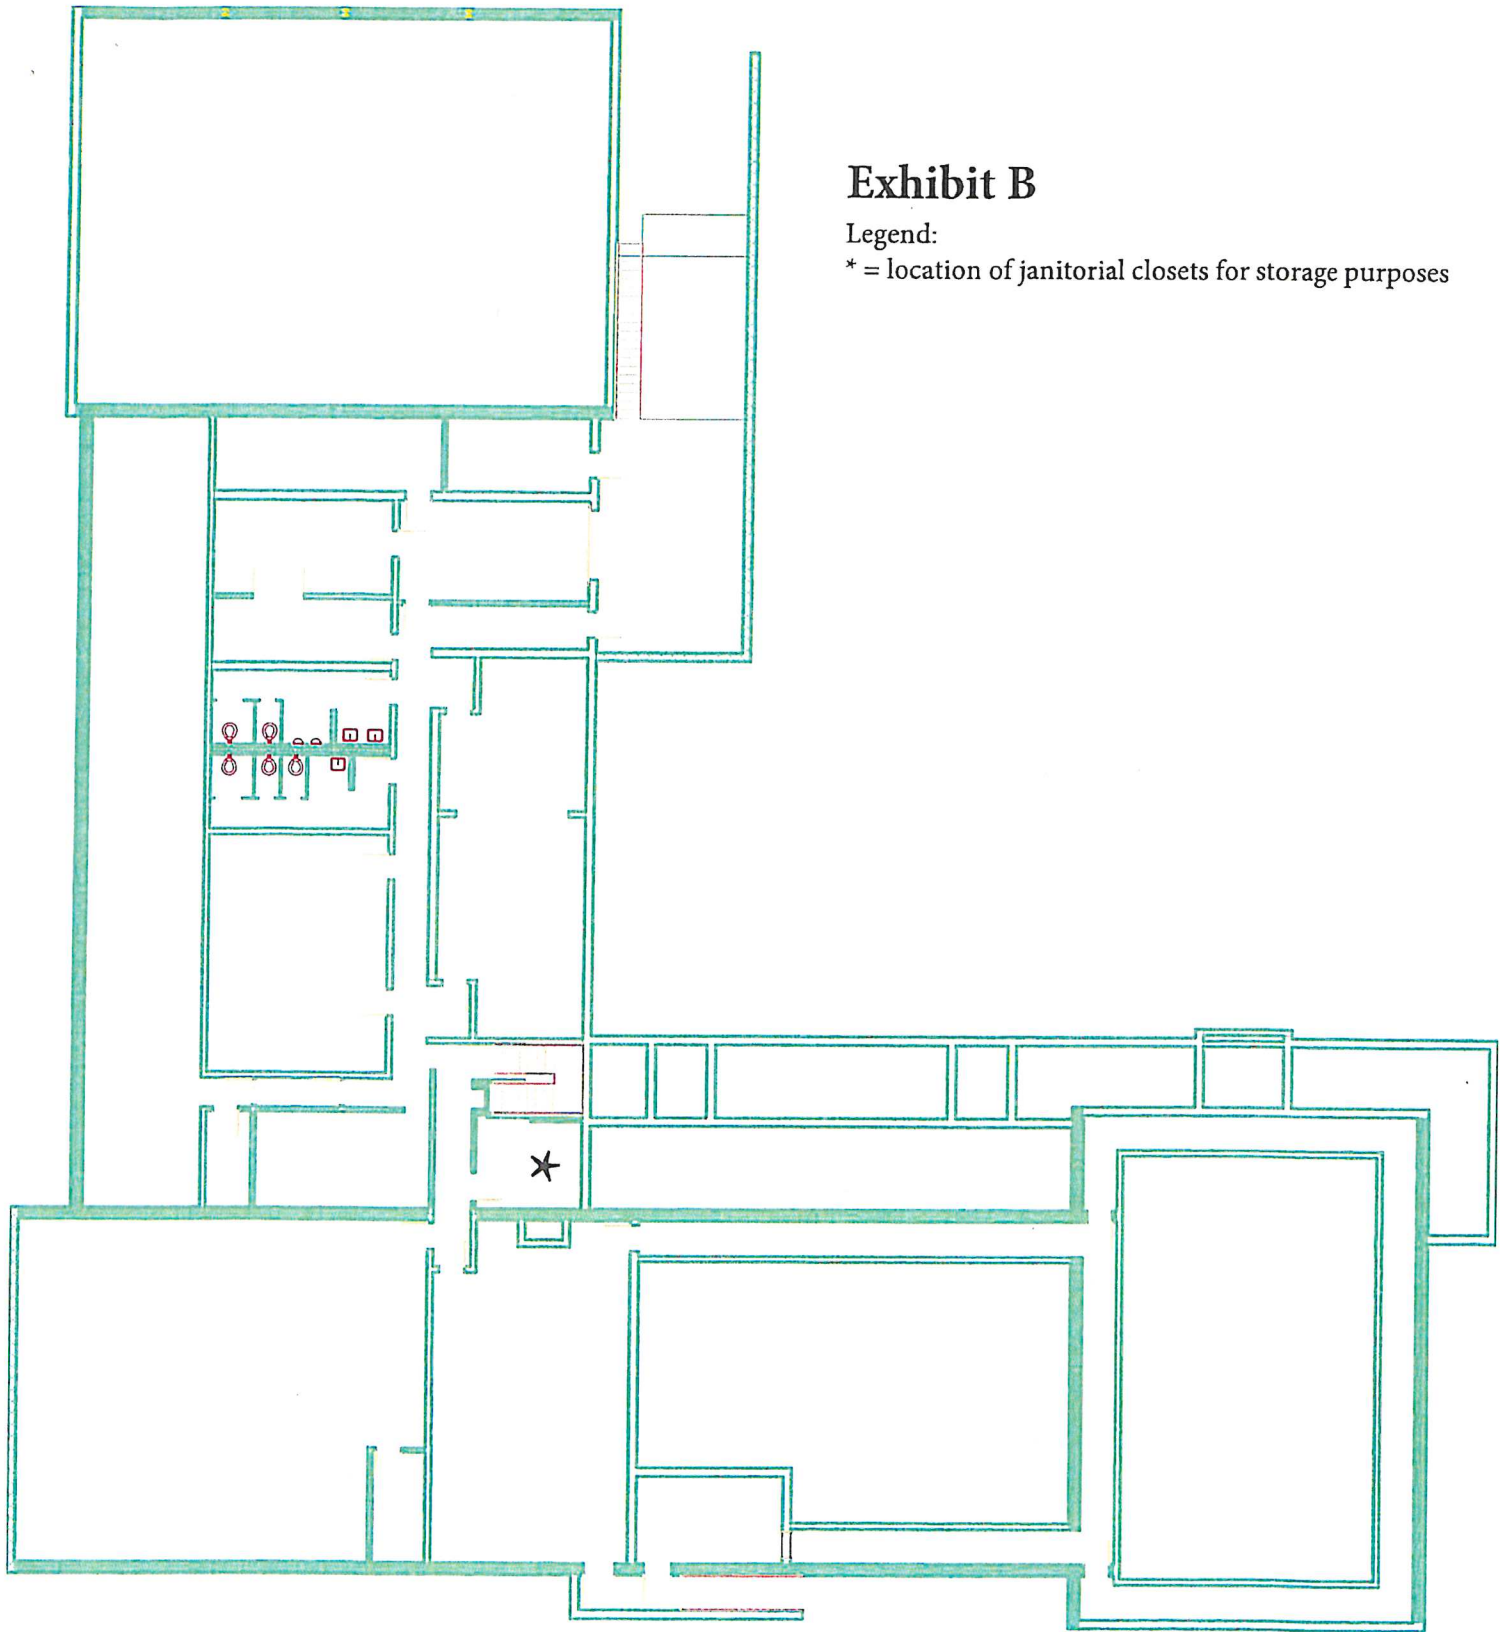 Exhibit B
Legend:
* = location of janitorial closets for storage purposes
*